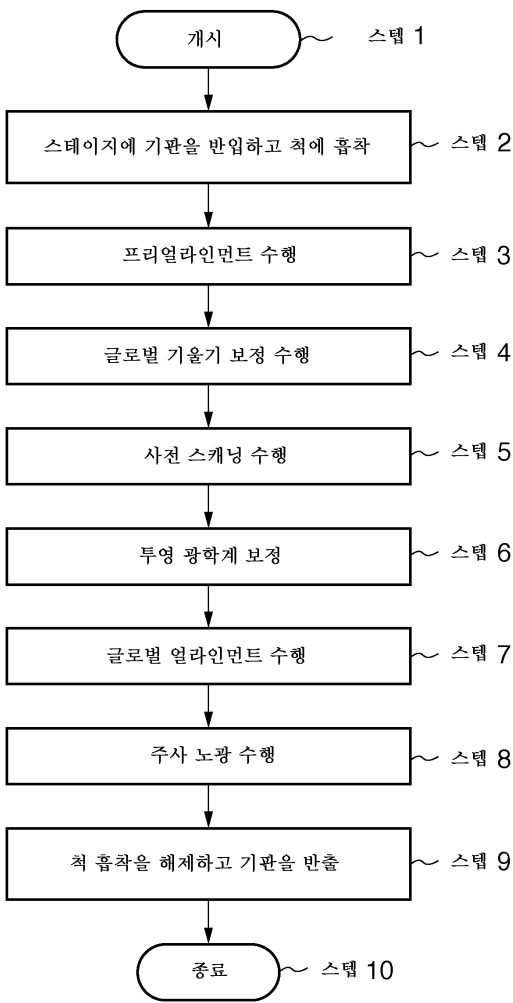 개시 스텝 1
스테이지에 기관을 반입하고 척에 흡착 스텝 2
프리얼라인먼트 수행 스텝 3
글로벌 기울기 보정 수행 스텝 4
사전 스캐닝 수행 스텝 5
투영 광학계 보정 스텝 6
글로벌 얼라인먼트 수행 스텝 7
주사 노광 수행 스텝 8
척 흡착을 해제하고 기관을 반출 스텝 9
종료 스텝 10